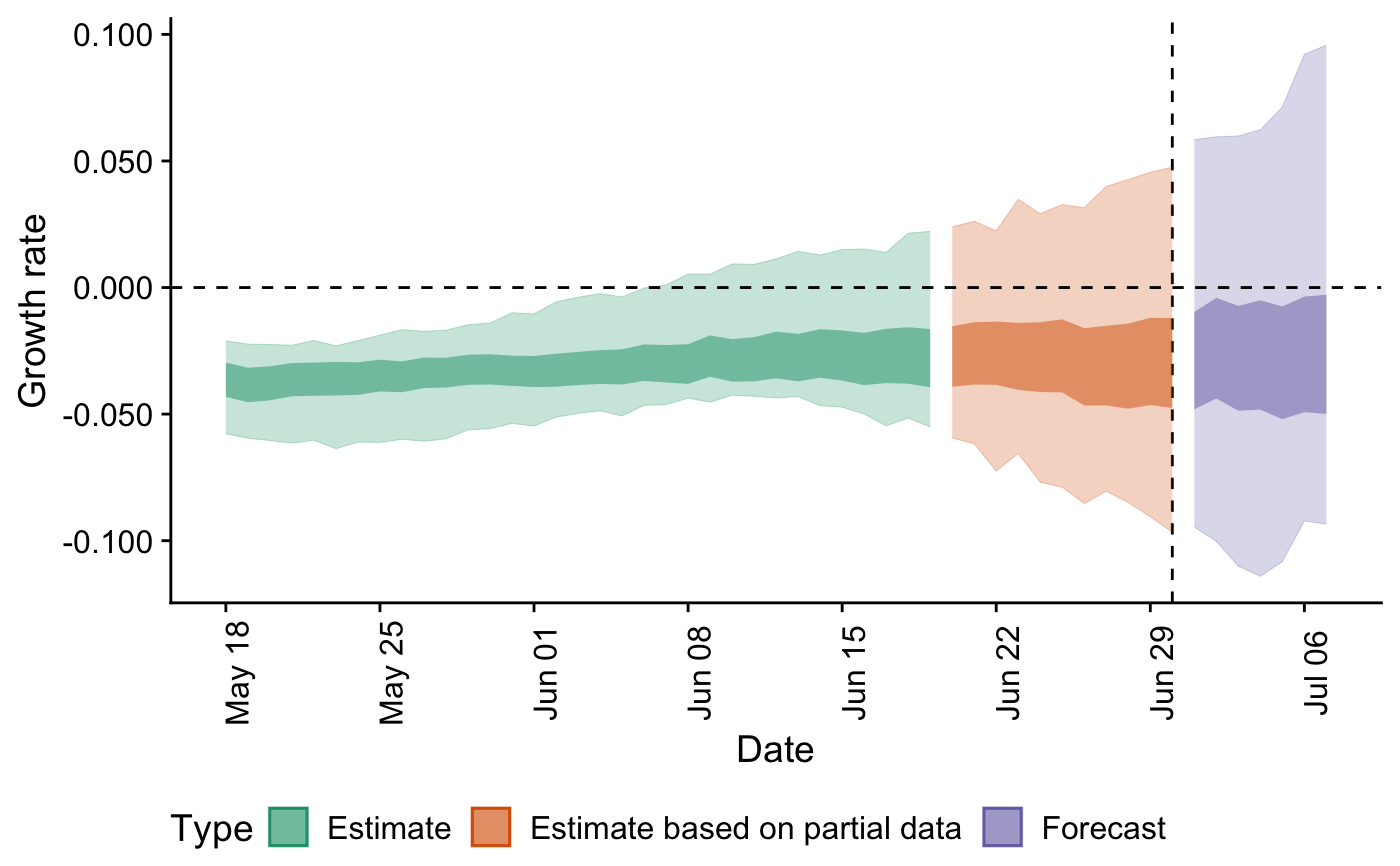 Growth rate
0.100
0.050
0.000
-0.050
-0.100
May 18
May 25
Jun 01
Jun 08
Jun 15
Jun 22
Jun 29
Jul 06
Date
Type Estimate Estimate based on partial data Forecast